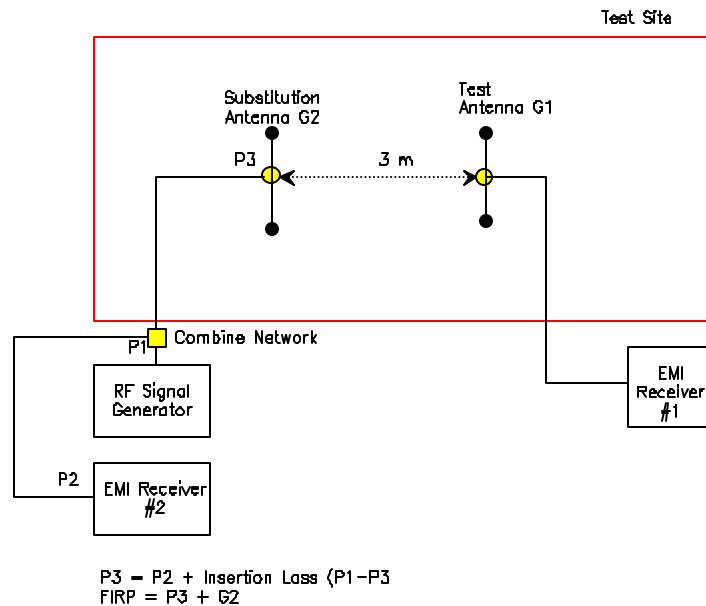 Test Site
Substitution
Antenna G2
Test
Antenna G1
P3
3 m
Combine Network
P1
RF Signal
Generator
EMI
Receiver
#1
P2
EMI Receiver
#2
P3 = P2 + Insertion Loss (P1-P3
FIRP = P3 + G2